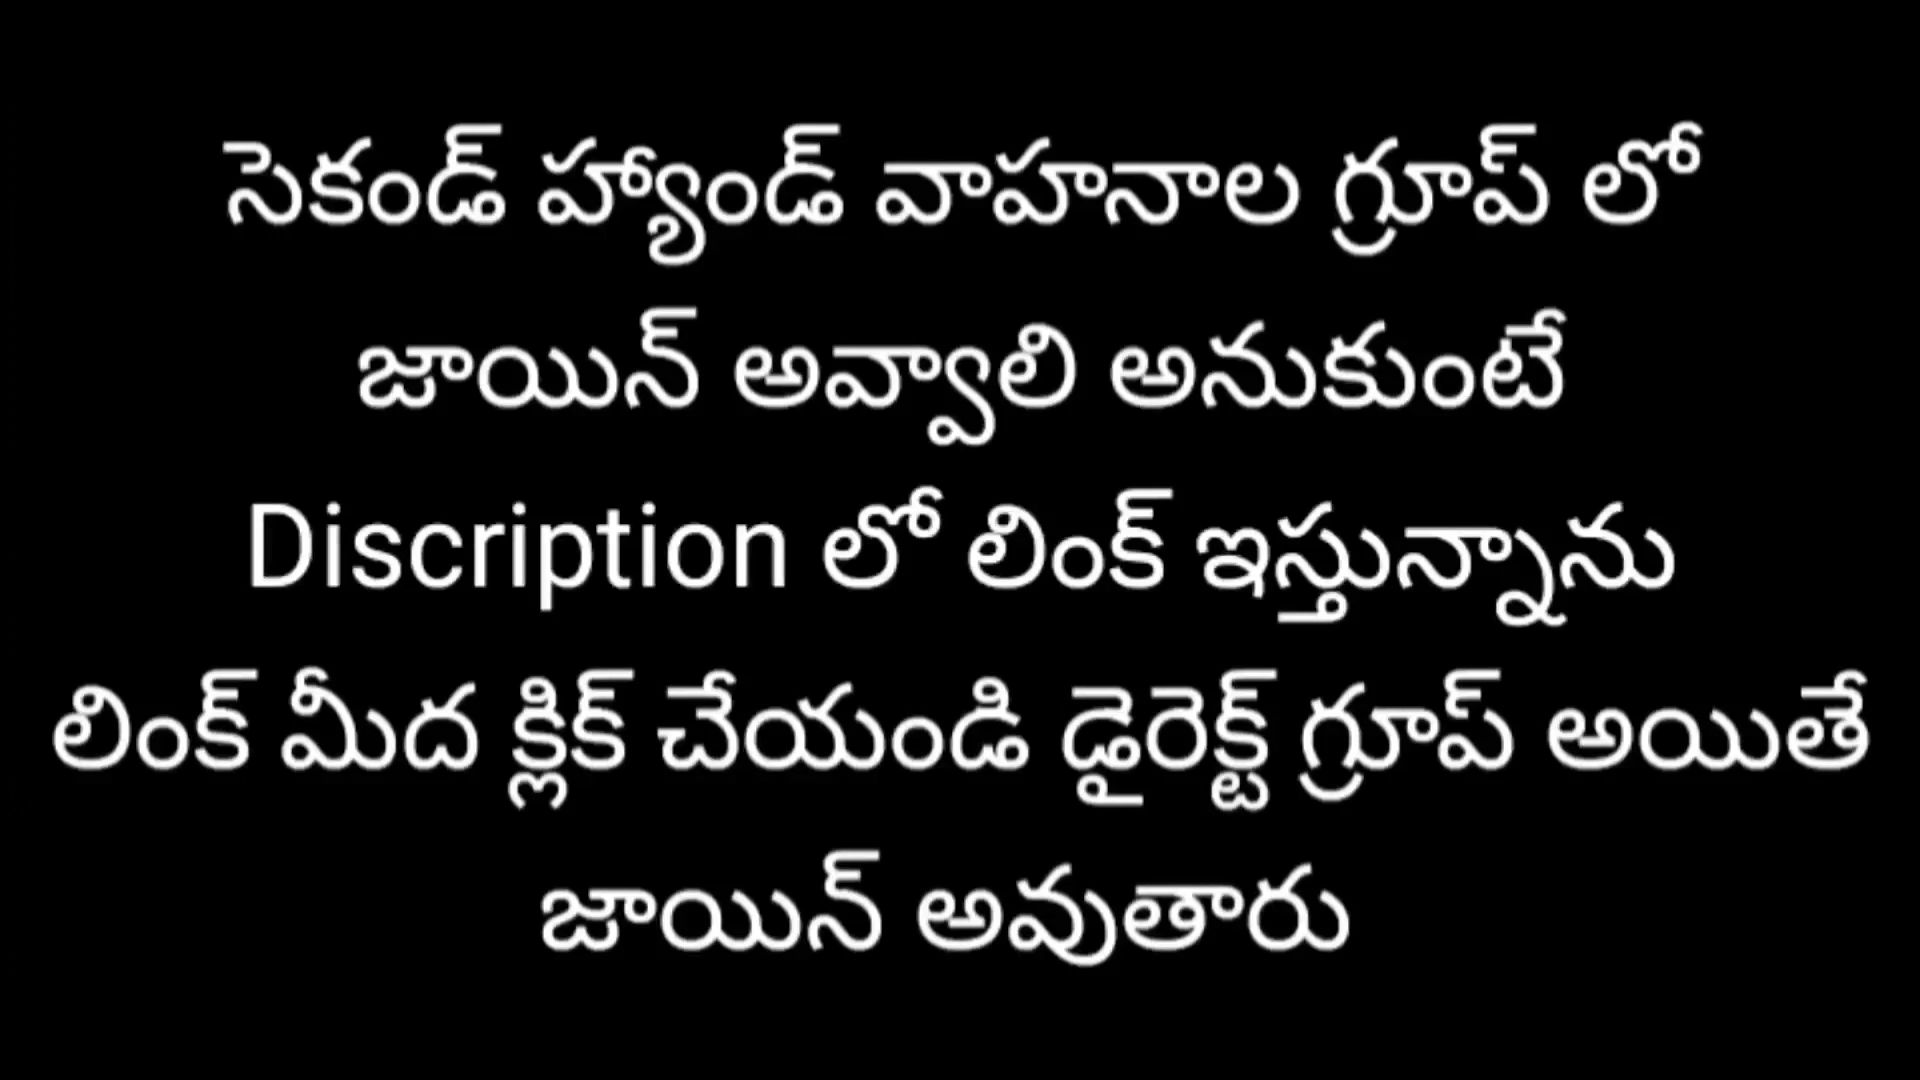 సెకండ్ హ్యాండ్ వాహనాల గ్రూప్ లో
జాయిన్ అవ్వాలి అనుకుంటే
Discription లో లింక్ ఇస్తున్నాను
లింక్ మీద క్లిక్ చేయండి డైరెక్ట్ గ్రూప్ అయితే
జాయిన్ అవుతారు